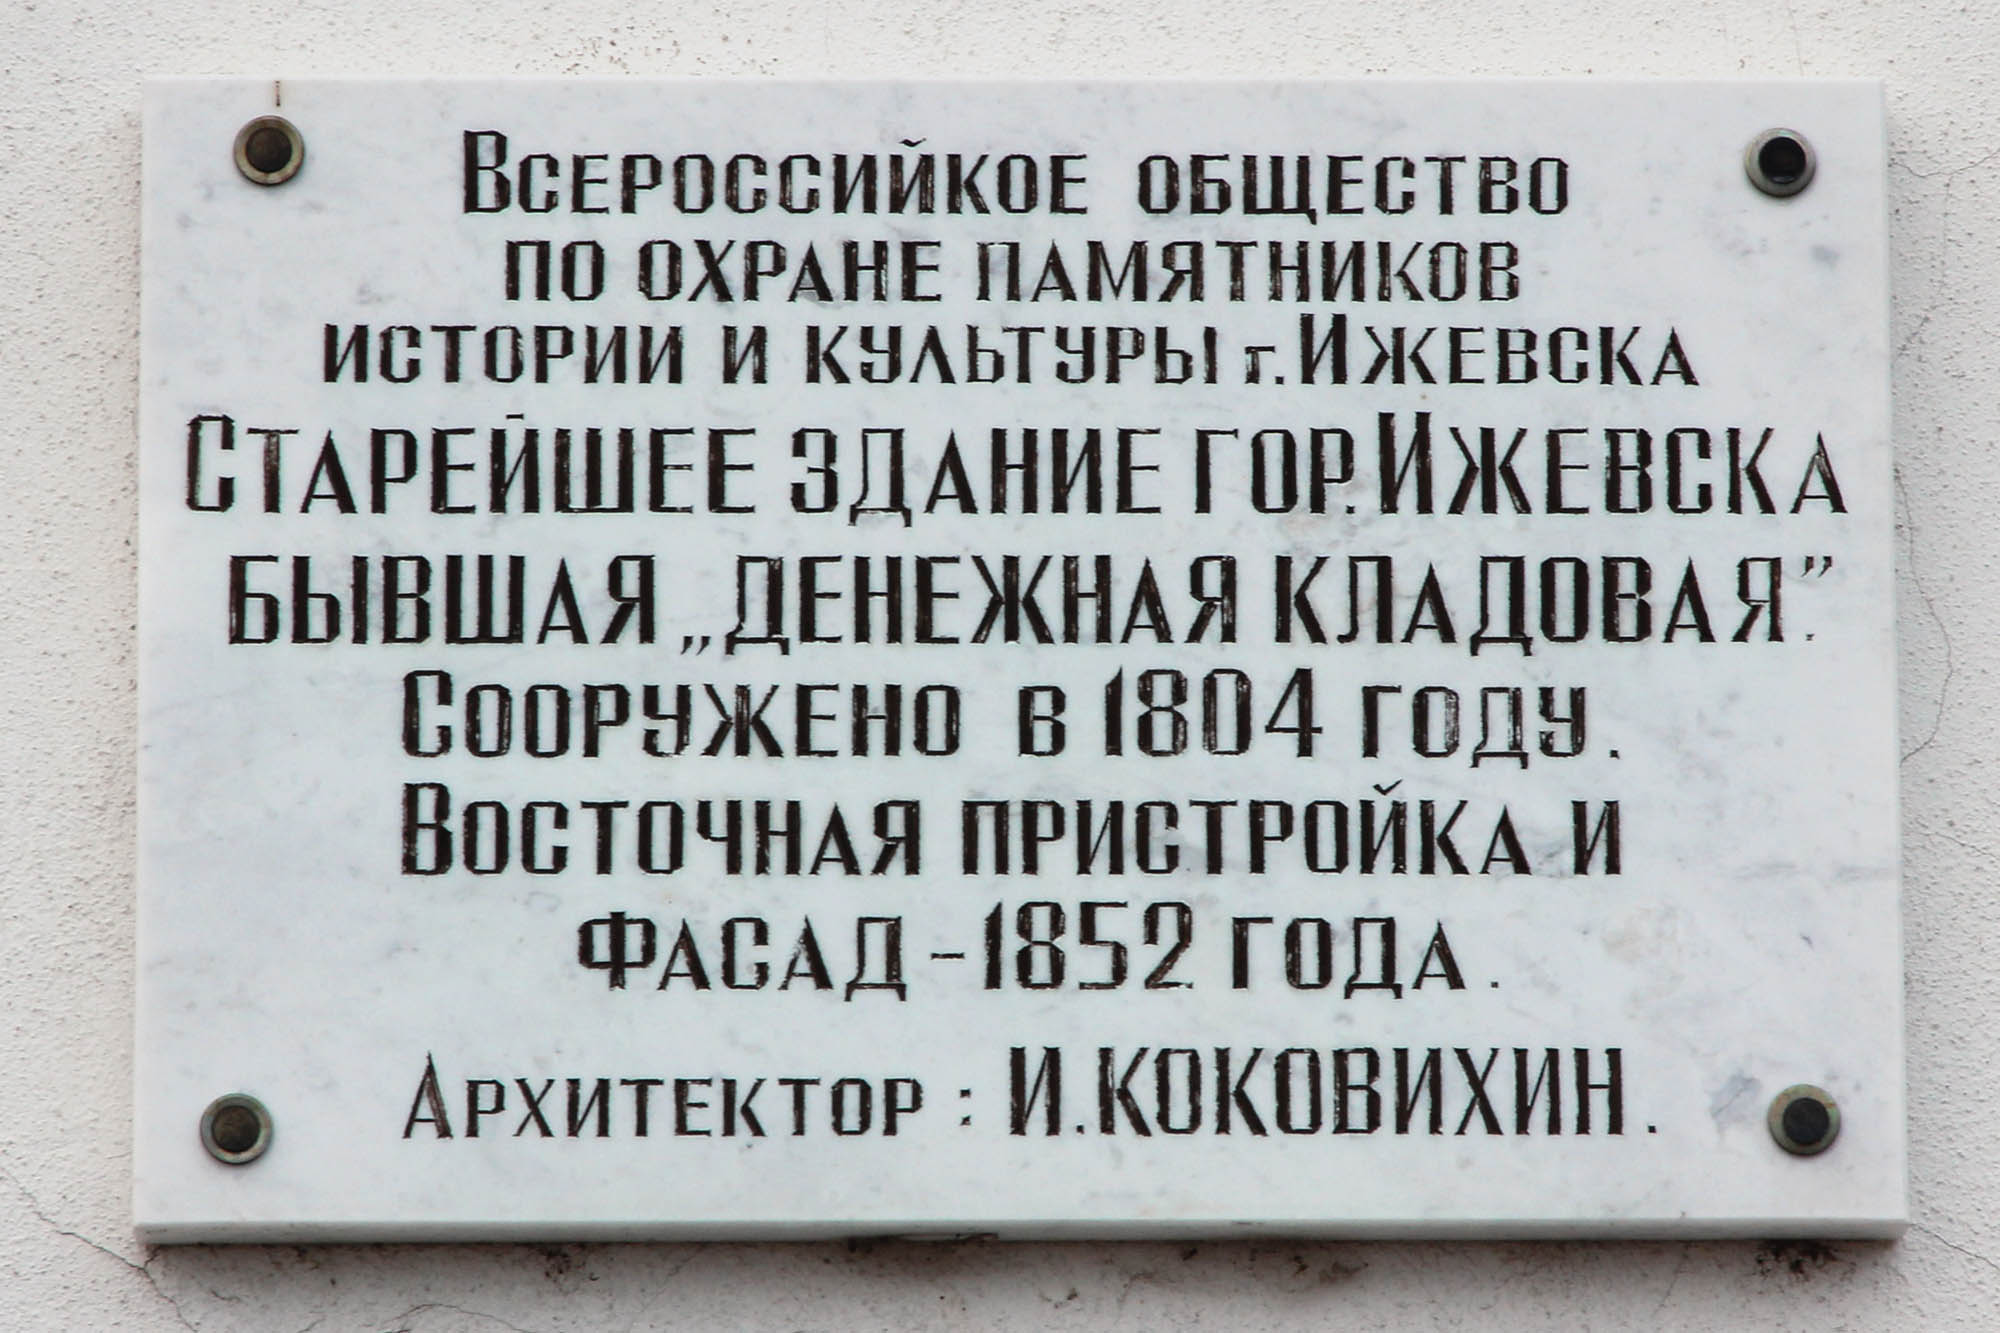 Всероссийкое общество
по охране памятников
истории и культуры г. Ижевска
Старейшее здание гор. Ижевска
бывшая „Денежная кладовая".
Сооружено в 1804 году.
Восточная пристройка и
фасад - 1852 года.
Архитектор: И. КОКОВИХИН.